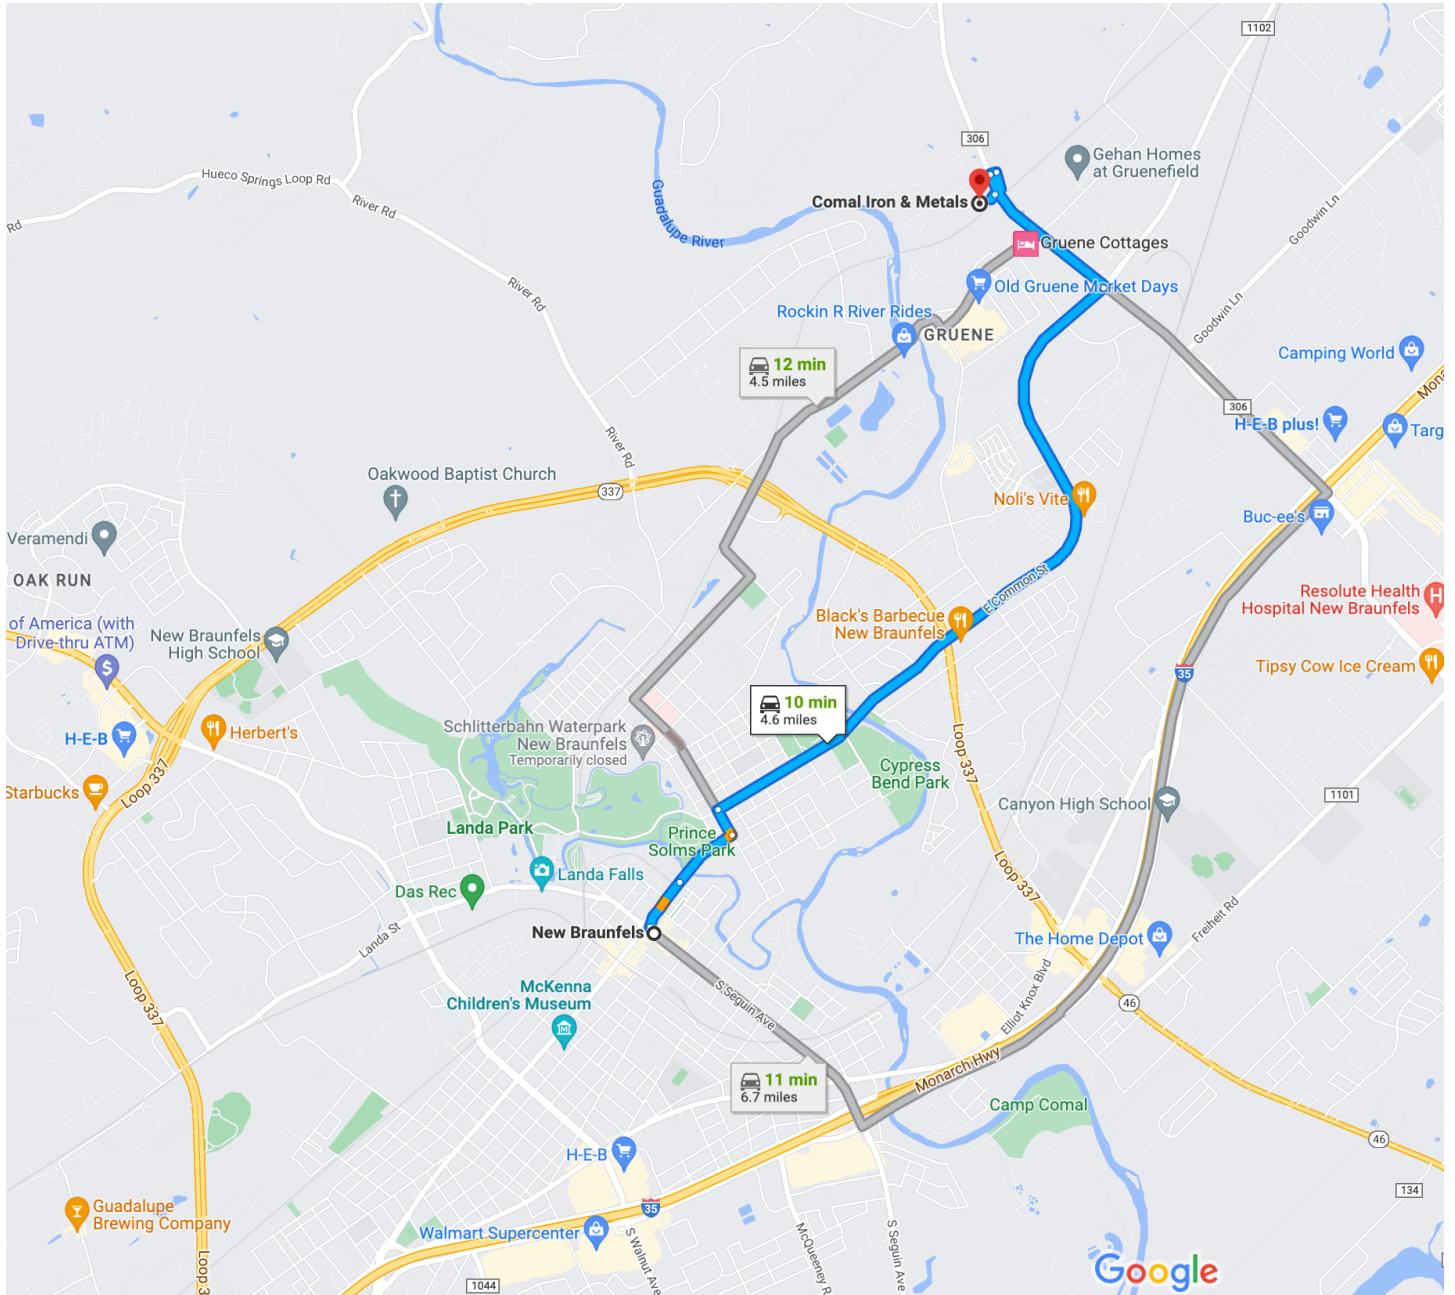 1102
306
Gehan Homes
at Gruenefield
Hueco Springs Loop Rd
River Rd
Rd
Guadalupe River
Comal Iron & Metals
Goodwin Ln
Gruene Cottages
River Rd
Old Gruene Market Days
Goodwin Ln
Rockin R River Rides
GRUENE
Camping World
12 min
4.5 miles
306
H-E-B plus!
Targ
Mona
River Rd
Oakwood Baptist Church
337
Noli's Vite
Buc-ee's
Veramendi
OAK RUN
E Common St
Resolute Health
Hospital New Braunfels
H
Black's Barbecue
New Braunfels
of America (with
Drive-thru ATM)
$
New Braunfels
High School
Tipsy Cow Ice Cream
35
10 min
4.6 miles
Schlitterbahn Waterpark
New Braunfels
Temporarily closed
Herbert's
H-E-B
Loop 337
Cypress
Bend Park
Starbucks
Loop 337
Canyon High School
1101
Landa Park
Prince
Solms Park
Loop 337
Landa Falls
Das Rec
Freiheit Rd
New Braunfels
Landa St
The Home Depot
McKenna
Children's Museum
S Seguin Ave
Elliot Knox Blvd
46
Loop 337
M
11 min
6.7 miles
Monarch Hwy
Camp Comal
46
H-E-B
134
Guadalupe
Brewing Company
35
Walmart Supercenter
S Walnut Ave
McQueeney R
S Seguin Ave
Loop 3
1044
Google